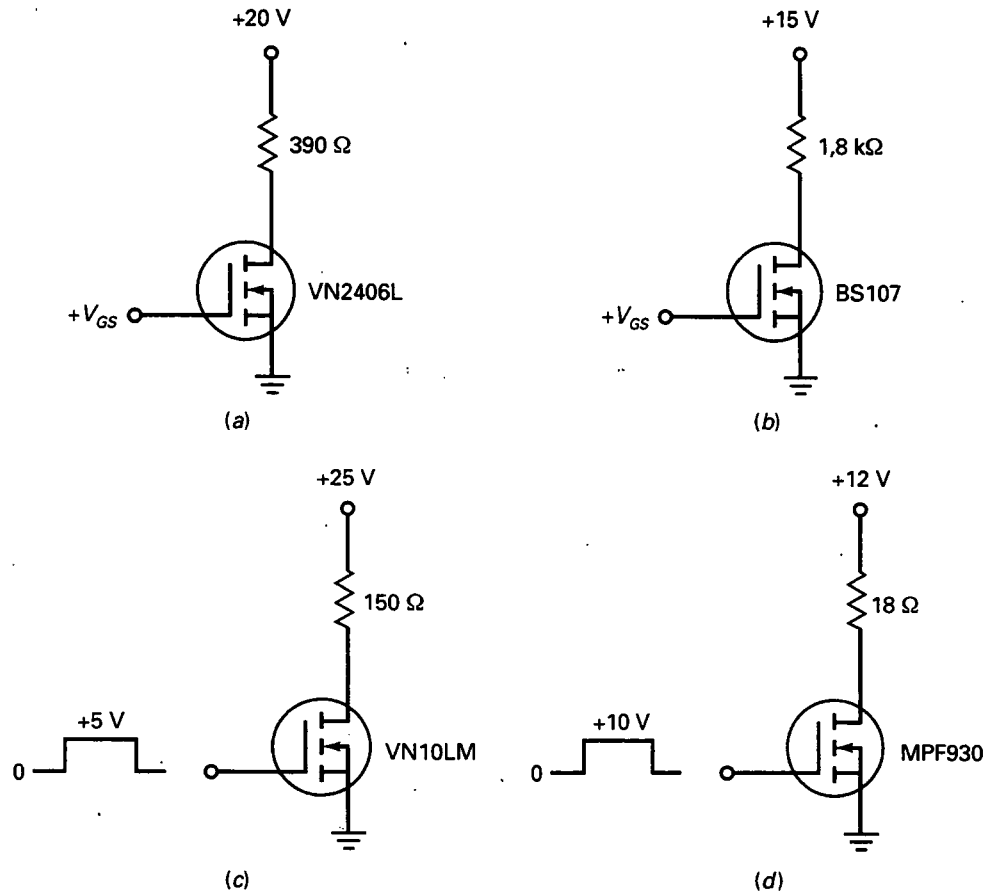 +20 V
390 Ω
VN2406L
+V_GS
(a)
+15 V
1,8 kΩ
BS107
+V_GS
(b)
+25 V
150 Ω
+5 V
0
VN10LM
(c)
+12 V
18 Ω
+10 V
0
MPF930
(d)